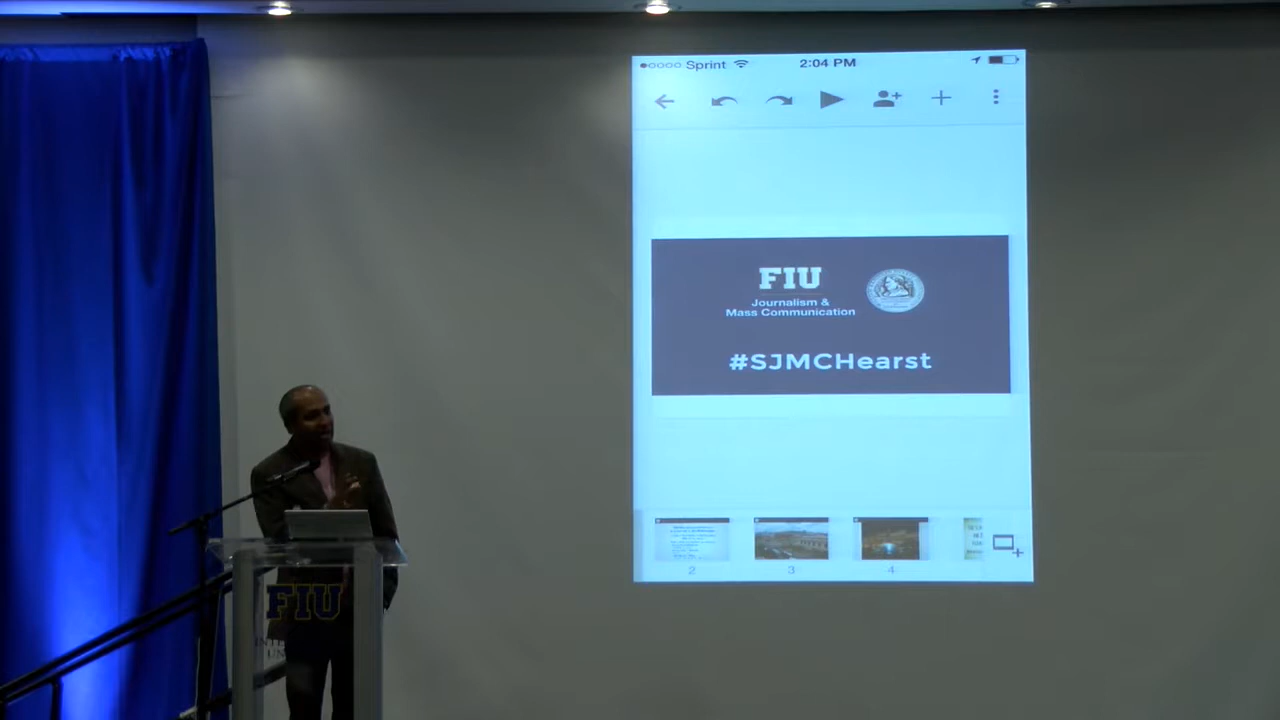 Sprint 2:04 PM
FIU
Journalism &
Mass Communication
#SJMCHearst
2 3 4
FIU